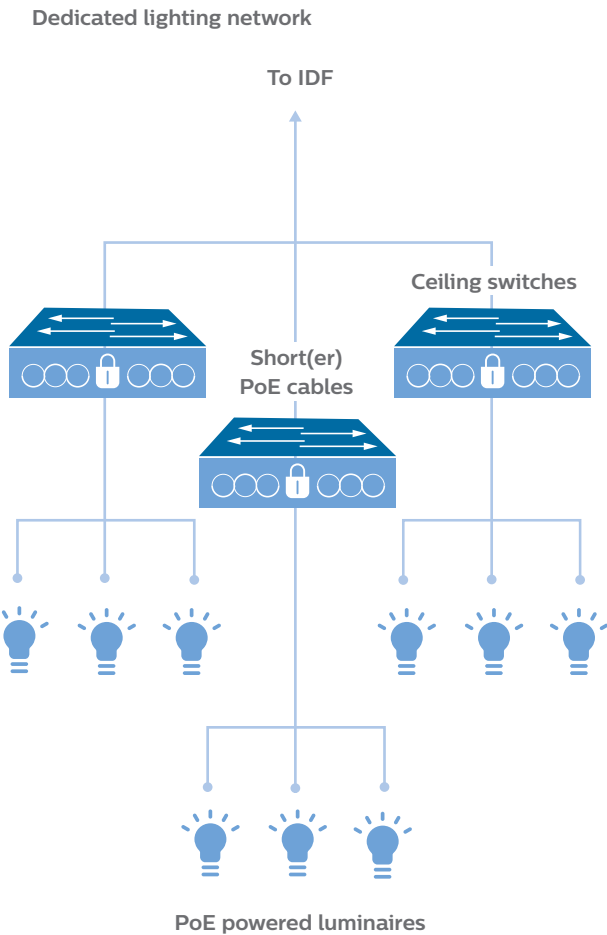 Dedicated lighting network
To IDF
Ceiling switches
Short(er)
PoE cables
PoE powered luminaires